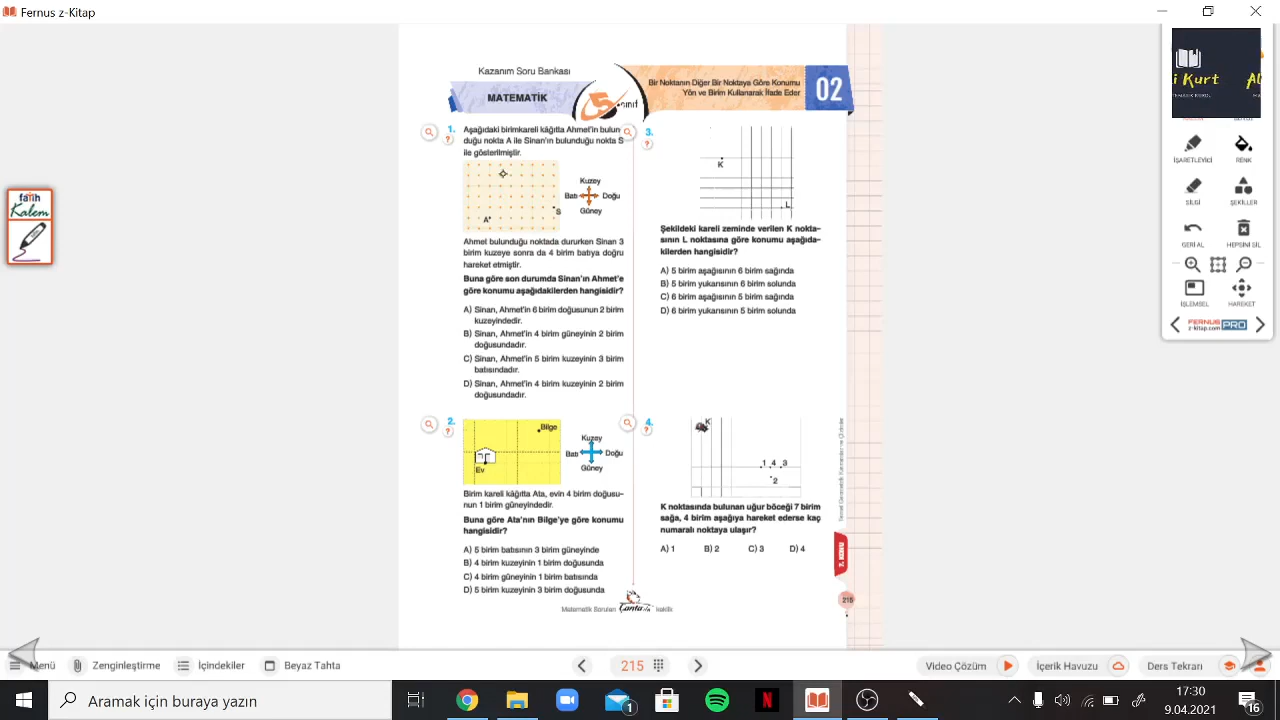 Fernus z-Kitap
Kazanım Soru Bankası
MATEMATİK
5.sınıf
Bir Noktanın Diğer Bir Noktaya Göre Konumu
Yön ve Birim Kullanarak İfade Eder
02
1.
Aşağıdaki birimkareli kâğıtta Ahmet'in bulun-
duğu nokta A ile Sinan'ın bulunduğu nokta S
ile gösterilmiştir.
A
S
Kuzey
Batı
Doğu
Güney
Ahmet bulunduğu noktada dururken Sinan 3
birim kuzeye sonra da 4 birim batıya doğru
hareket etmiştir.
Buna göre son durumda Sinan'ın Ahmet'e
göre konumu aşağıdakilerden hangisidir?
A) Sinan, Ahmet'in 6 birim doğusunun 2 birim
kuzeyindedir.
B) Sinan, Ahmet'in 4 birim güneyinin 2 birim
doğusundadır.
C) Sinan, Ahmet'in 5 birim kuzeyinin 3 birim
batısındadır.
D) Sinan, Ahmet'in 4 birim kuzeyinin 2 birim
doğusundadır.
2.
Bilge
Ev
Kuzey
Batı
Doğu
Güney
Birim kareli kâğıtta Ata, evin 4 birim doğusu-
nun 1 birim güneyindedir.
Buna göre Ata'nın Bilge'ye göre konumu
hangisidir?
A) 5 birim batısının 3 birim güneyinde
B) 4 birim kuzeyinin 1 birim doğusunda
C) 4 birim güneyinin 1 birim batısında
D) 5 birim kuzeyinin 3 birim doğusunda
3.
K
L
Şekildeki kareli zeminde verilen K nokta-
sının L noktasına göre konumu aşağıda-
kilerden hangisidir?
A) 5 birim aşağısının 6 birim sağında
B) 5 birim yukarısının 6 birim solunda
C) 6 birim aşağısının 5 birim sağında
D) 6 birim yukarısının 5 birim solunda
4.
K
1 4 3
2
K noktasında bulunan uğur böceği 7 birim
sağa, 4 birim aşağıya hareket ederse kaç
numaralı noktaya ulaşır?
A) 1 B) 2 C) 3 D) 4
Matematik Soruları
215
fatih
Kalem
İŞARETLEYİCİ
RENK
SİLGİ
ŞEKİLLER
GERİ AL
HEPSİNİ SİL
İŞLEMSEL
HAREKET
FERNUS
z-kitap.com PRO
Menü
Zenginleştirme
İçindekiler
Beyaz Tahta
215
Video Çözüm
İçerik Havuzu
Ders Tekrarı
Aramak için buraya yazın
1
17:30
9.04.2021
16